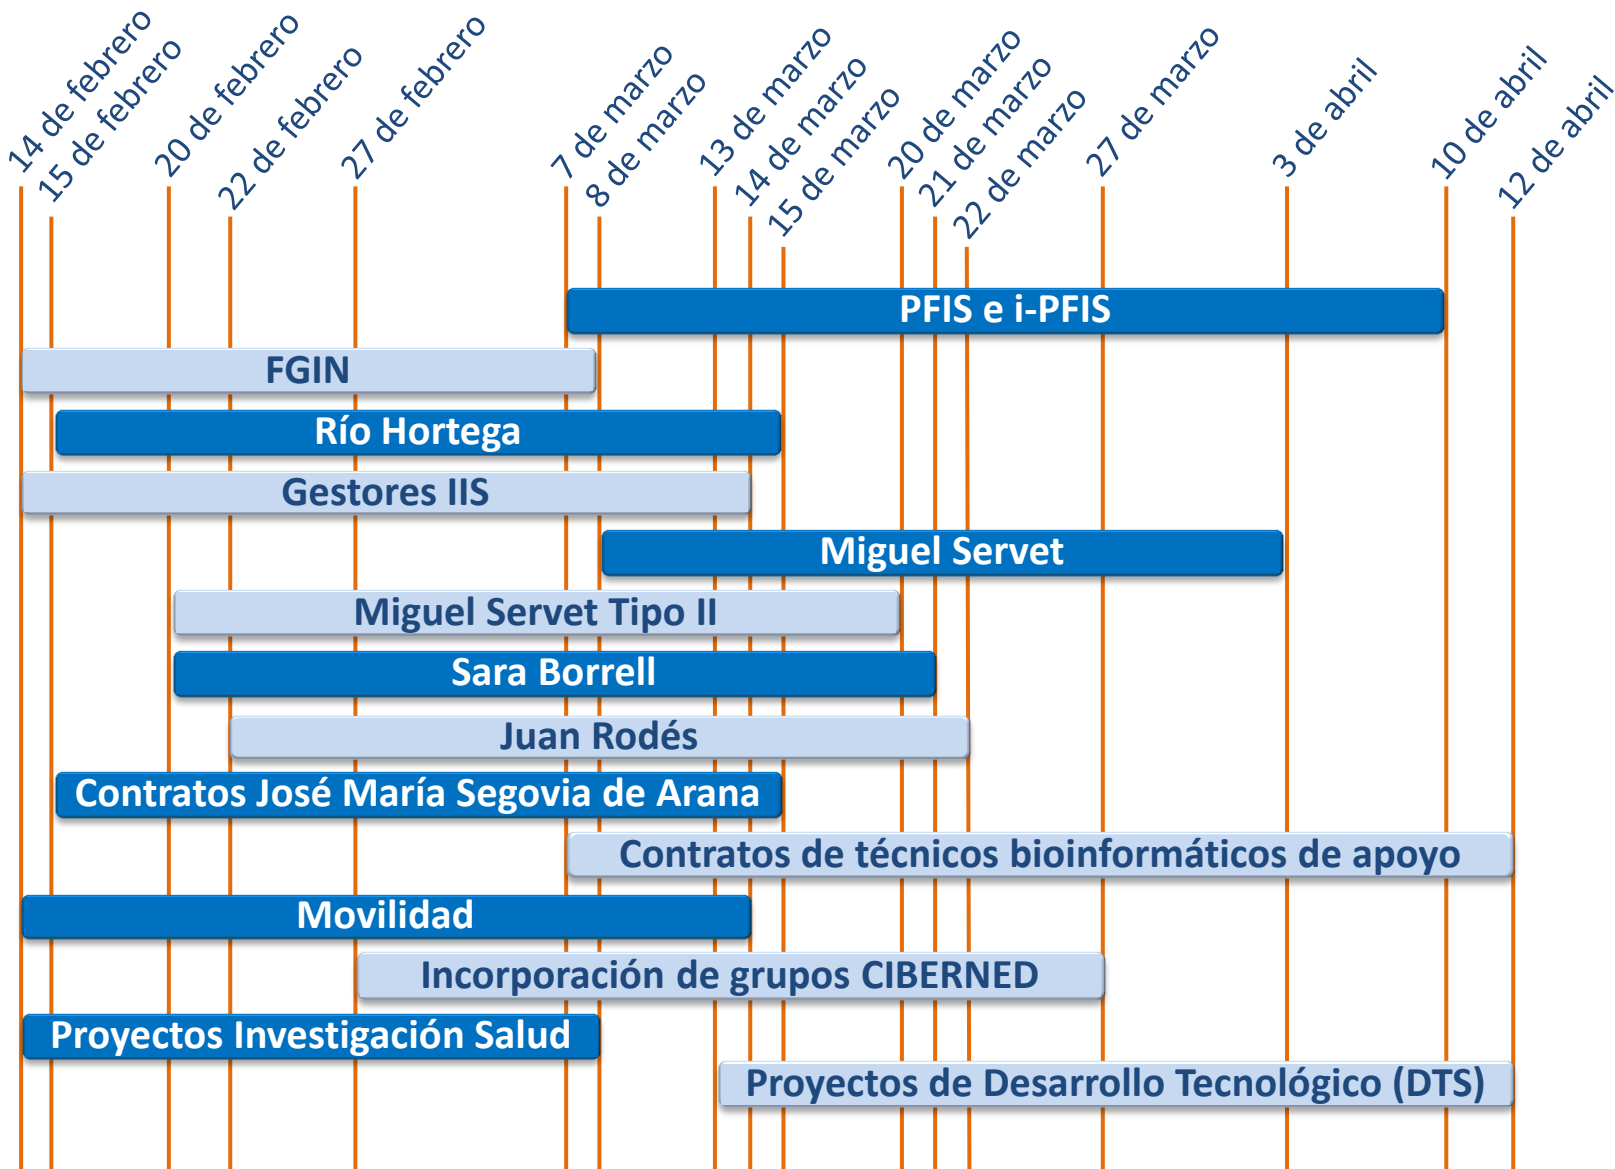 14 de febrero
15 de febrero
20 de febrero
22 de febrero
27 de febrero
7 de marzo
8 de marzo
13 de marzo
14 de marzo
15 de marzo
20 de marzo
21 de marzo
22 de marzo
27 de marzo
3 de abril
10 de abril
12 de abril
PFIS e i-PFIS
FGIN
Río Hortega
Gestores IIS
Miguel Servet
Miguel Servet Tipo II
Sara Borrell
Juan Rodés
Contratos José María Segovia de Arana
Contratos de técnicos bioinformáticos de apoyo
Movilidad
Incorporación de grupos CIBERNED
Proyectos Investigación Salud
Proyectos de Desarrollo Tecnológico (DTS)